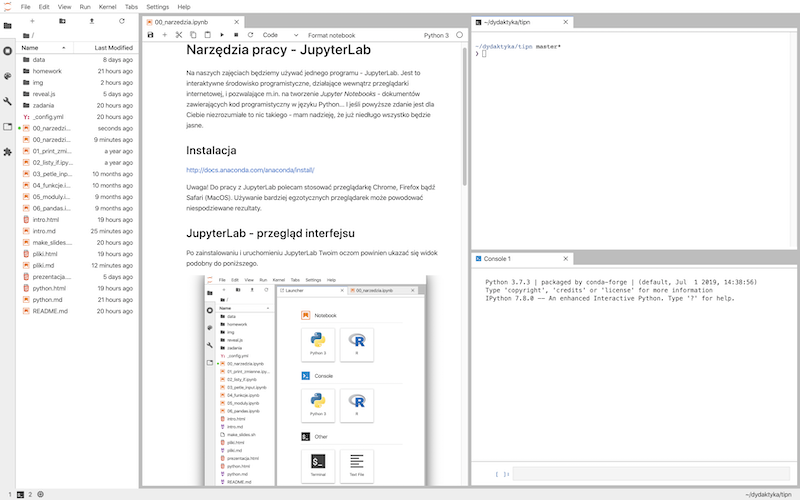 File Edit View Run Kernel Tabs Settings Help
Name Last Modified
data 8 days ago
homework 21 hours ago
img 2 hours ago
reveal.js 5 days ago
zadania 20 hours ago
_config.yml 21 hours ago
00_narzedzi... seconds ago
00_narzedzi... 9 minutes ago
01_print_zmi... a year ago
02_listy_if.ipy... a year ago
03_petle_inp... 10 months ago
04_funkcje.i... 10 months ago
05_moduly.i... 9 months ago
06_pandas.i... 9 months ago
intro.html 19 hours ago
intro.md 25 minutes ago
make_slides... 20 hours ago
pliki.html 19 hours ago
pliki.md 12 minutes ago
prezentacja.... 5 days ago
python.html 19 hours ago
python.md 20 hours ago
README.md 20 hours ago
00_narzedzia.ipynb
Code Format notebook Python 3
Narzędzia pracy - JupyterLab
Na naszych zajęciach będziemy używać jednego programu - JupyterLab. Jest to
interaktywne środowisko programistyczne, działające wewnątrz przeglądarki
internetowej, i pozwalające m.in. na tworzenie Jupyter Notebooks - dokumentów
zawierających kod programistyczny w języku Python... I jeśli powyższe zdanie jest dla
Ciebie niezrozumiałe to nic takiego - mam nadzieję, że już niedługo wszystko będzie
jasne.
Instalacja
http://docs.anaconda.com/anaconda/install/
Uwaga! Do pracy z JupyterLab polecam stosować przeglądarkę Chrome, Firefox bądź
Safari (MacOS). Używanie bardziej egzotycznych przeglądarek może powodować
niespodziewane rezultaty.
JupyterLab - przegląd interfejsu
Po zainstalowaniu i uruchomieniu JupyterLab Twoim oczom powinien ukazać się widok
podobny do poniższego.
File Edit View Run Kernel Tabs Settings Help
Name
data
homework
img
reveal.js
zadania
_config.yml
00_narzedzia.ipynb
01_print_zmienne.ip...
02_listy_if.ipynb
03_petle_input.ipynb
04_funkcje.ipynb
05_moduly.ipynb
06_pandas.ipynb
intro.html
intro.md
make_slides.sh
pliki.html
pliki.md
prezentacja.html
python.html
python.md
README.md
Launcher 00_narzedzia.ipynb
Notebook
Python 3 R
Console
Python 3 R
Other
Terminal Text File
~/dydaktyka/tipn
~/dydaktyka/tipn master*
❯
Console 1
Python 3.7.3 | packaged by conda-forge | (default, Jul 1 2019, 14:38:56)
Type 'copyright', 'credits' or 'license' for more information
IPython 7.8.0 -- An enhanced Interactive Python. Type '?' for help.
[ ]:
1 2 ~/dydaktyka/tipn